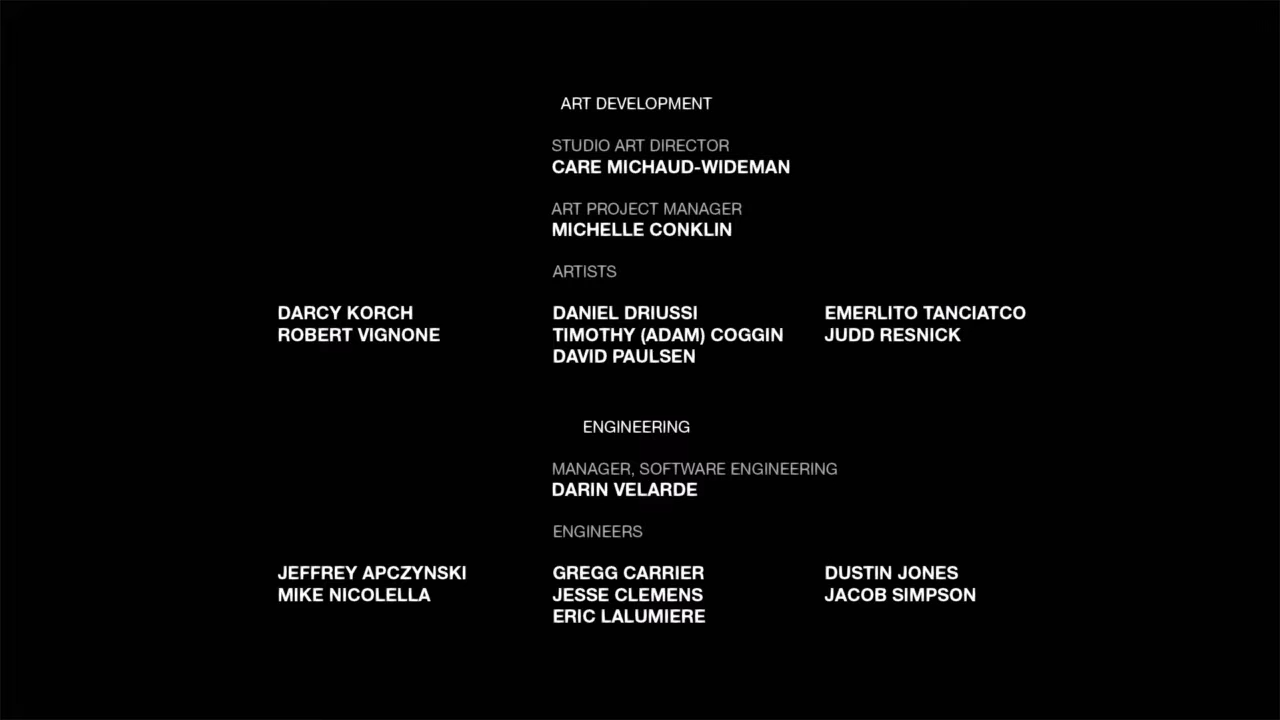 ART DEVELOPMENT
STUDIO ART DIRECTOR
CARE MICHAUD-WIDEMAN
ART PROJECT MANAGER
MICHELLE CONKLIN
ARTISTS
DARCY KORCH DANIEL DRIUSSI EMERLITO TANCIATCO
ROBERT VIGNONE TIMOTHY (ADAM) COGGIN JUDD RESNICK
DAVID PAULSEN
ENGINEERING
MANAGER, SOFTWARE ENGINEERING
DARIN VELARDE
ENGINEERS
JEFFREY APCZYNSKI GREGG CARRIER DUSTIN JONES
MIKE NICOLELLA JESSE CLEMENS JACOB SIMPSON
ERIC LALUMIERE